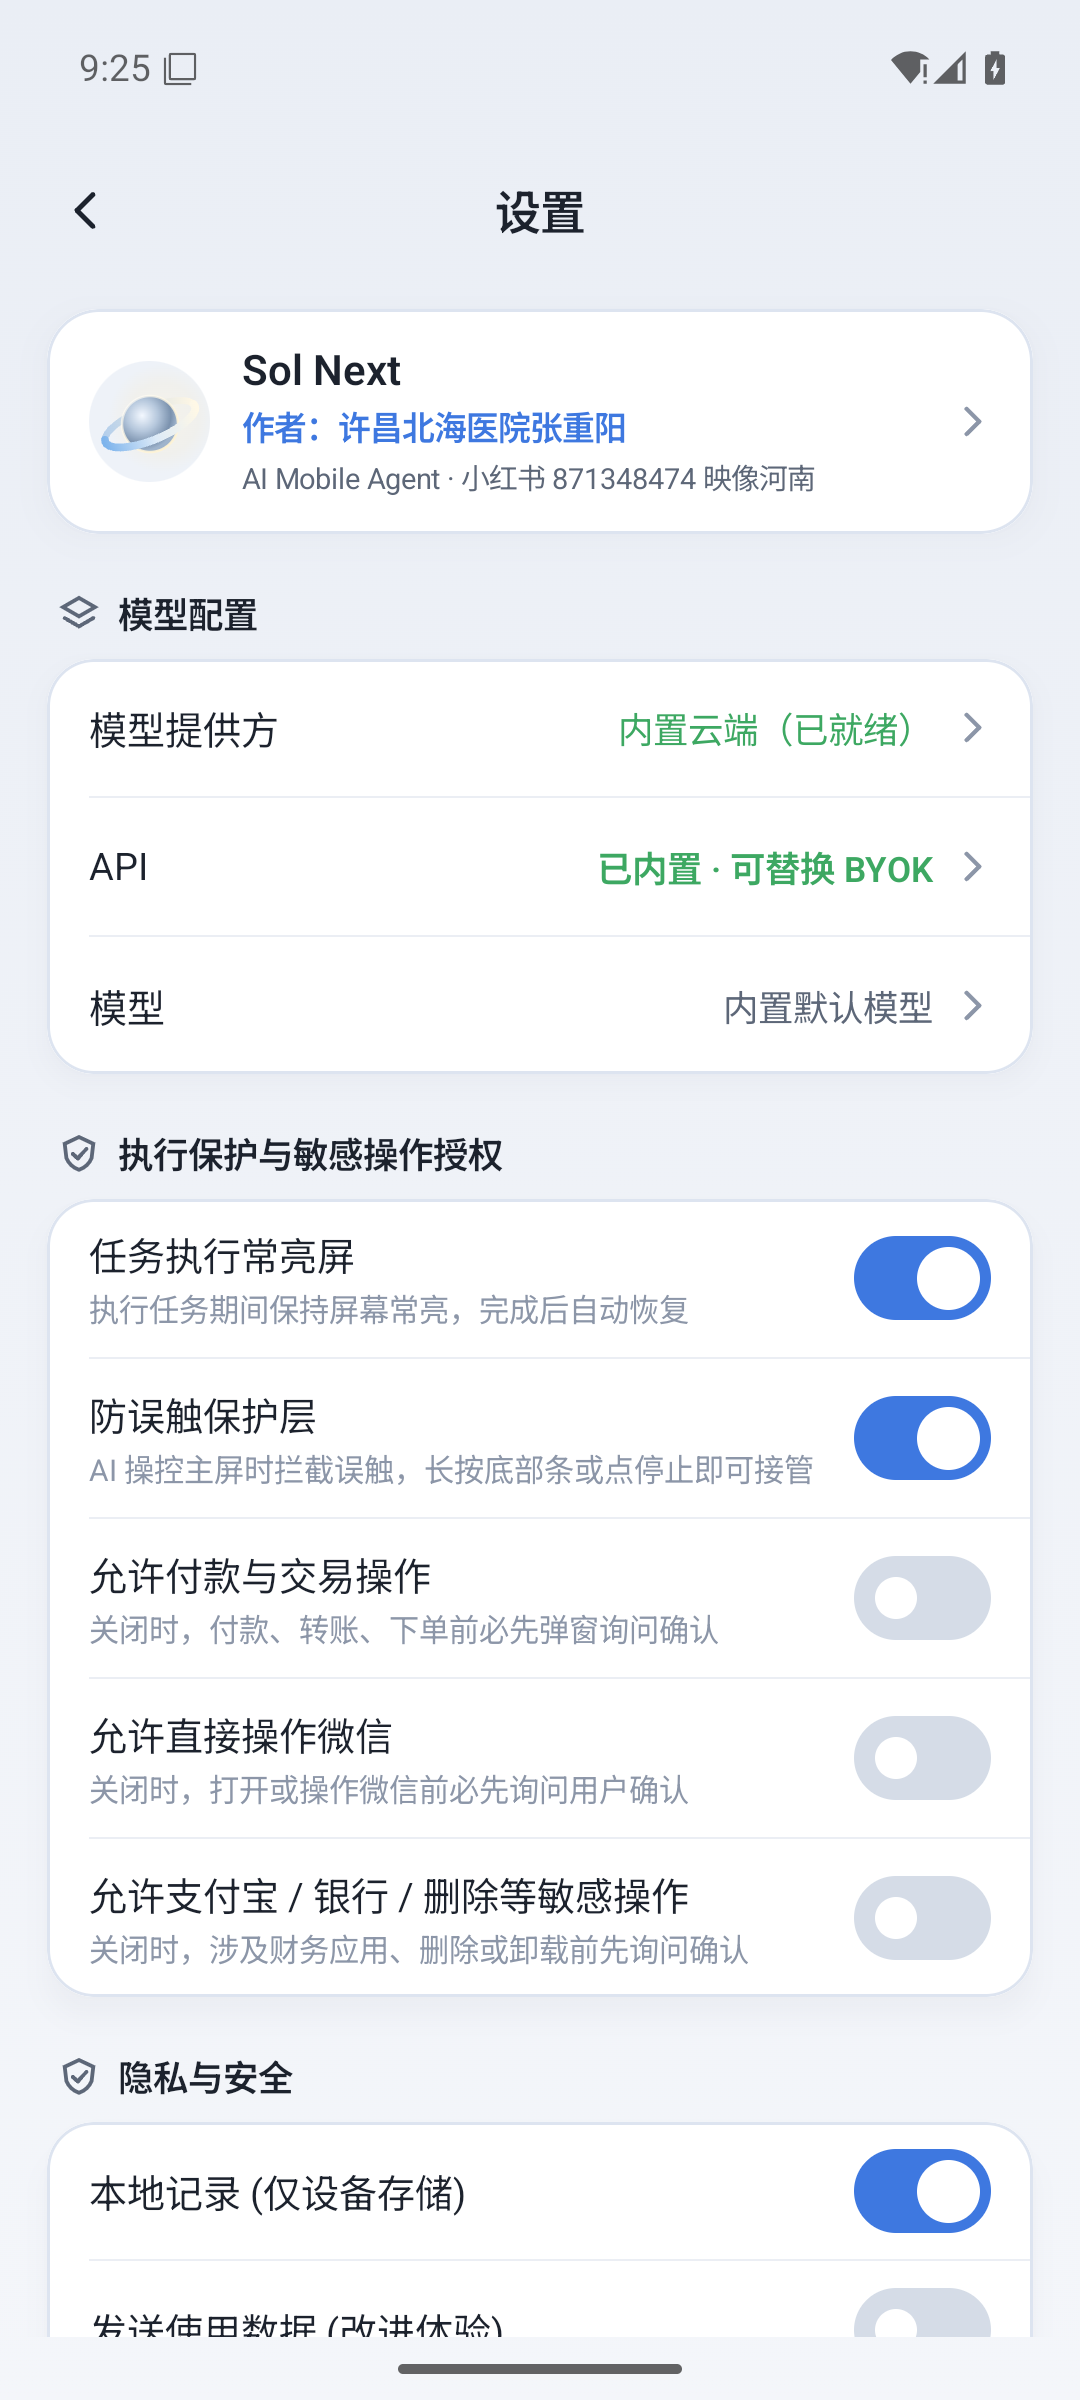 9:25
设置
Sol Next
作者：许昌北海医院张重阳
AI Mobile Agent · 小红书 871348474 映像河南
模型配置
模型提供方
内置云端（已就绪）
API
已内置 · 可替换 BYOK
模型
内置默认模型
执行保护与敏感操作授权
任务执行常亮屏
执行任务期间保持屏幕常亮，完成后自动恢复
防误触保护层
AI 操控主屏时拦截误触，长按底部条或点停止即可接管
允许付款与交易操作
关闭时，付款、转账、下单前必先弹窗询问确认
允许直接操作微信
关闭时，打开或操作微信前必先询问用户确认
允许支付宝 / 银行 / 删除等敏感操作
关闭时，涉及财务应用、删除或卸载前先询问确认
隐私与安全
本地记录 (仅设备存储)
发送使用数据 (改进体验)